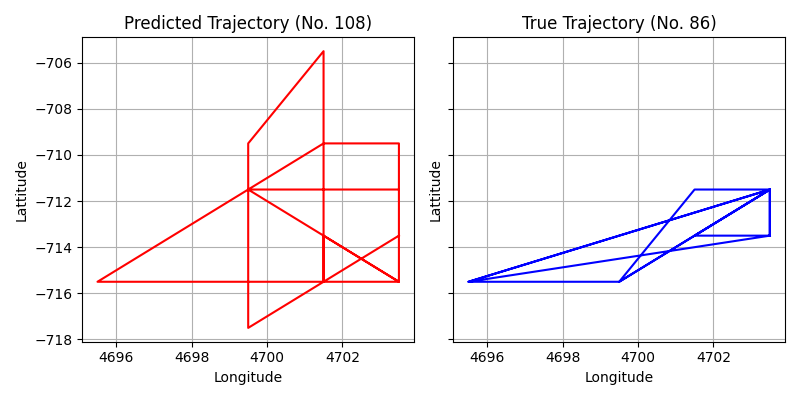 Predicted Trajectory (No. 108)
True Trajectory (No. 86)
Lattitude
−706
−708
−710
−712
−714
−716
−718
4696
4698
4700
4702
Longitude
Lattitude
4696
4698
4700
4702
Longitude